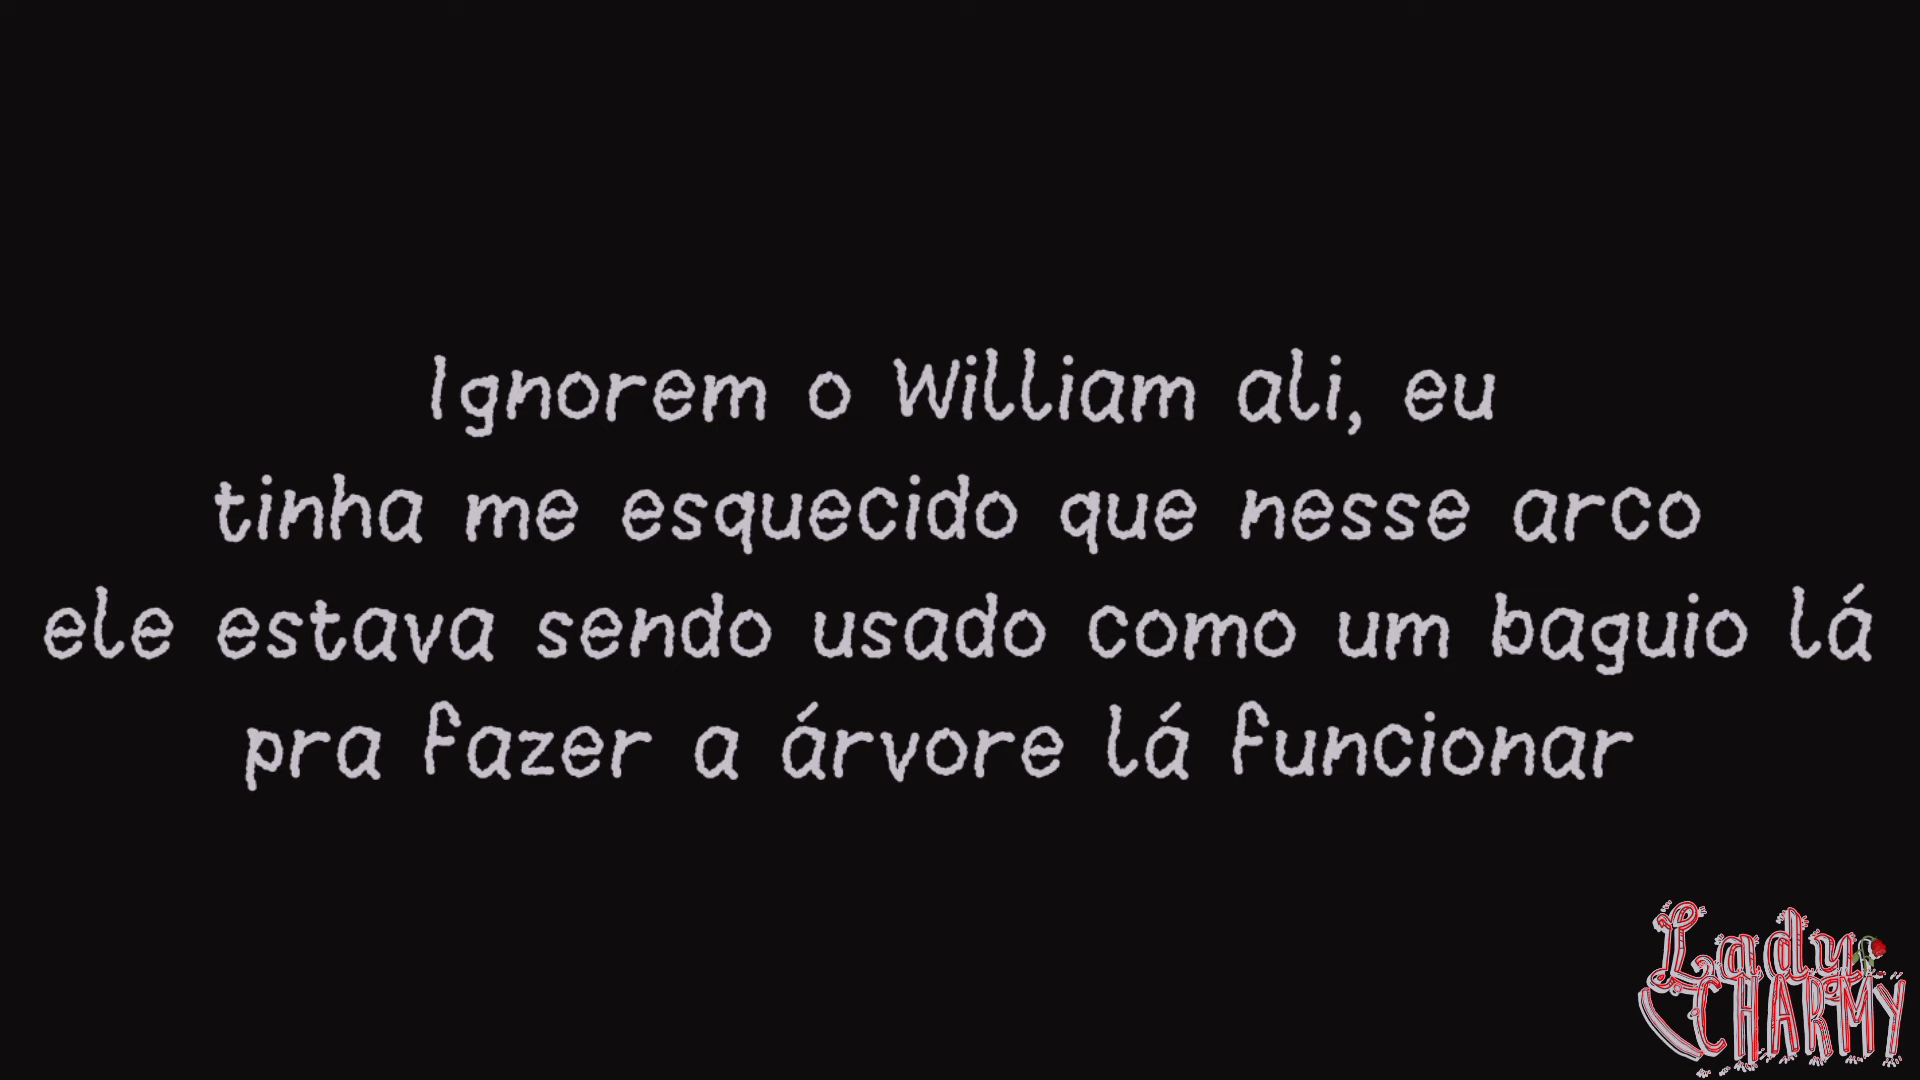 Ignorem o William ali, eu
tinha me esquecido que nesse arco
ele estava sendo usado como um baguio lá
pra fazer a árvore lá funcionar
Lady
CHARMY